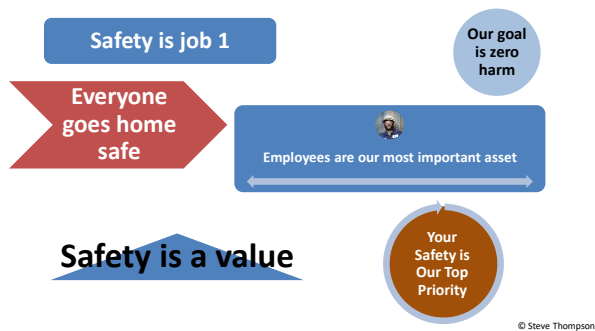 Safety is job 1
Our goal
is zero
harm
Everyone
goes home
safe
Employees are our most important asset
Safety is a value
Your
Safety is
Our Top
Priority
© Steve Thompson